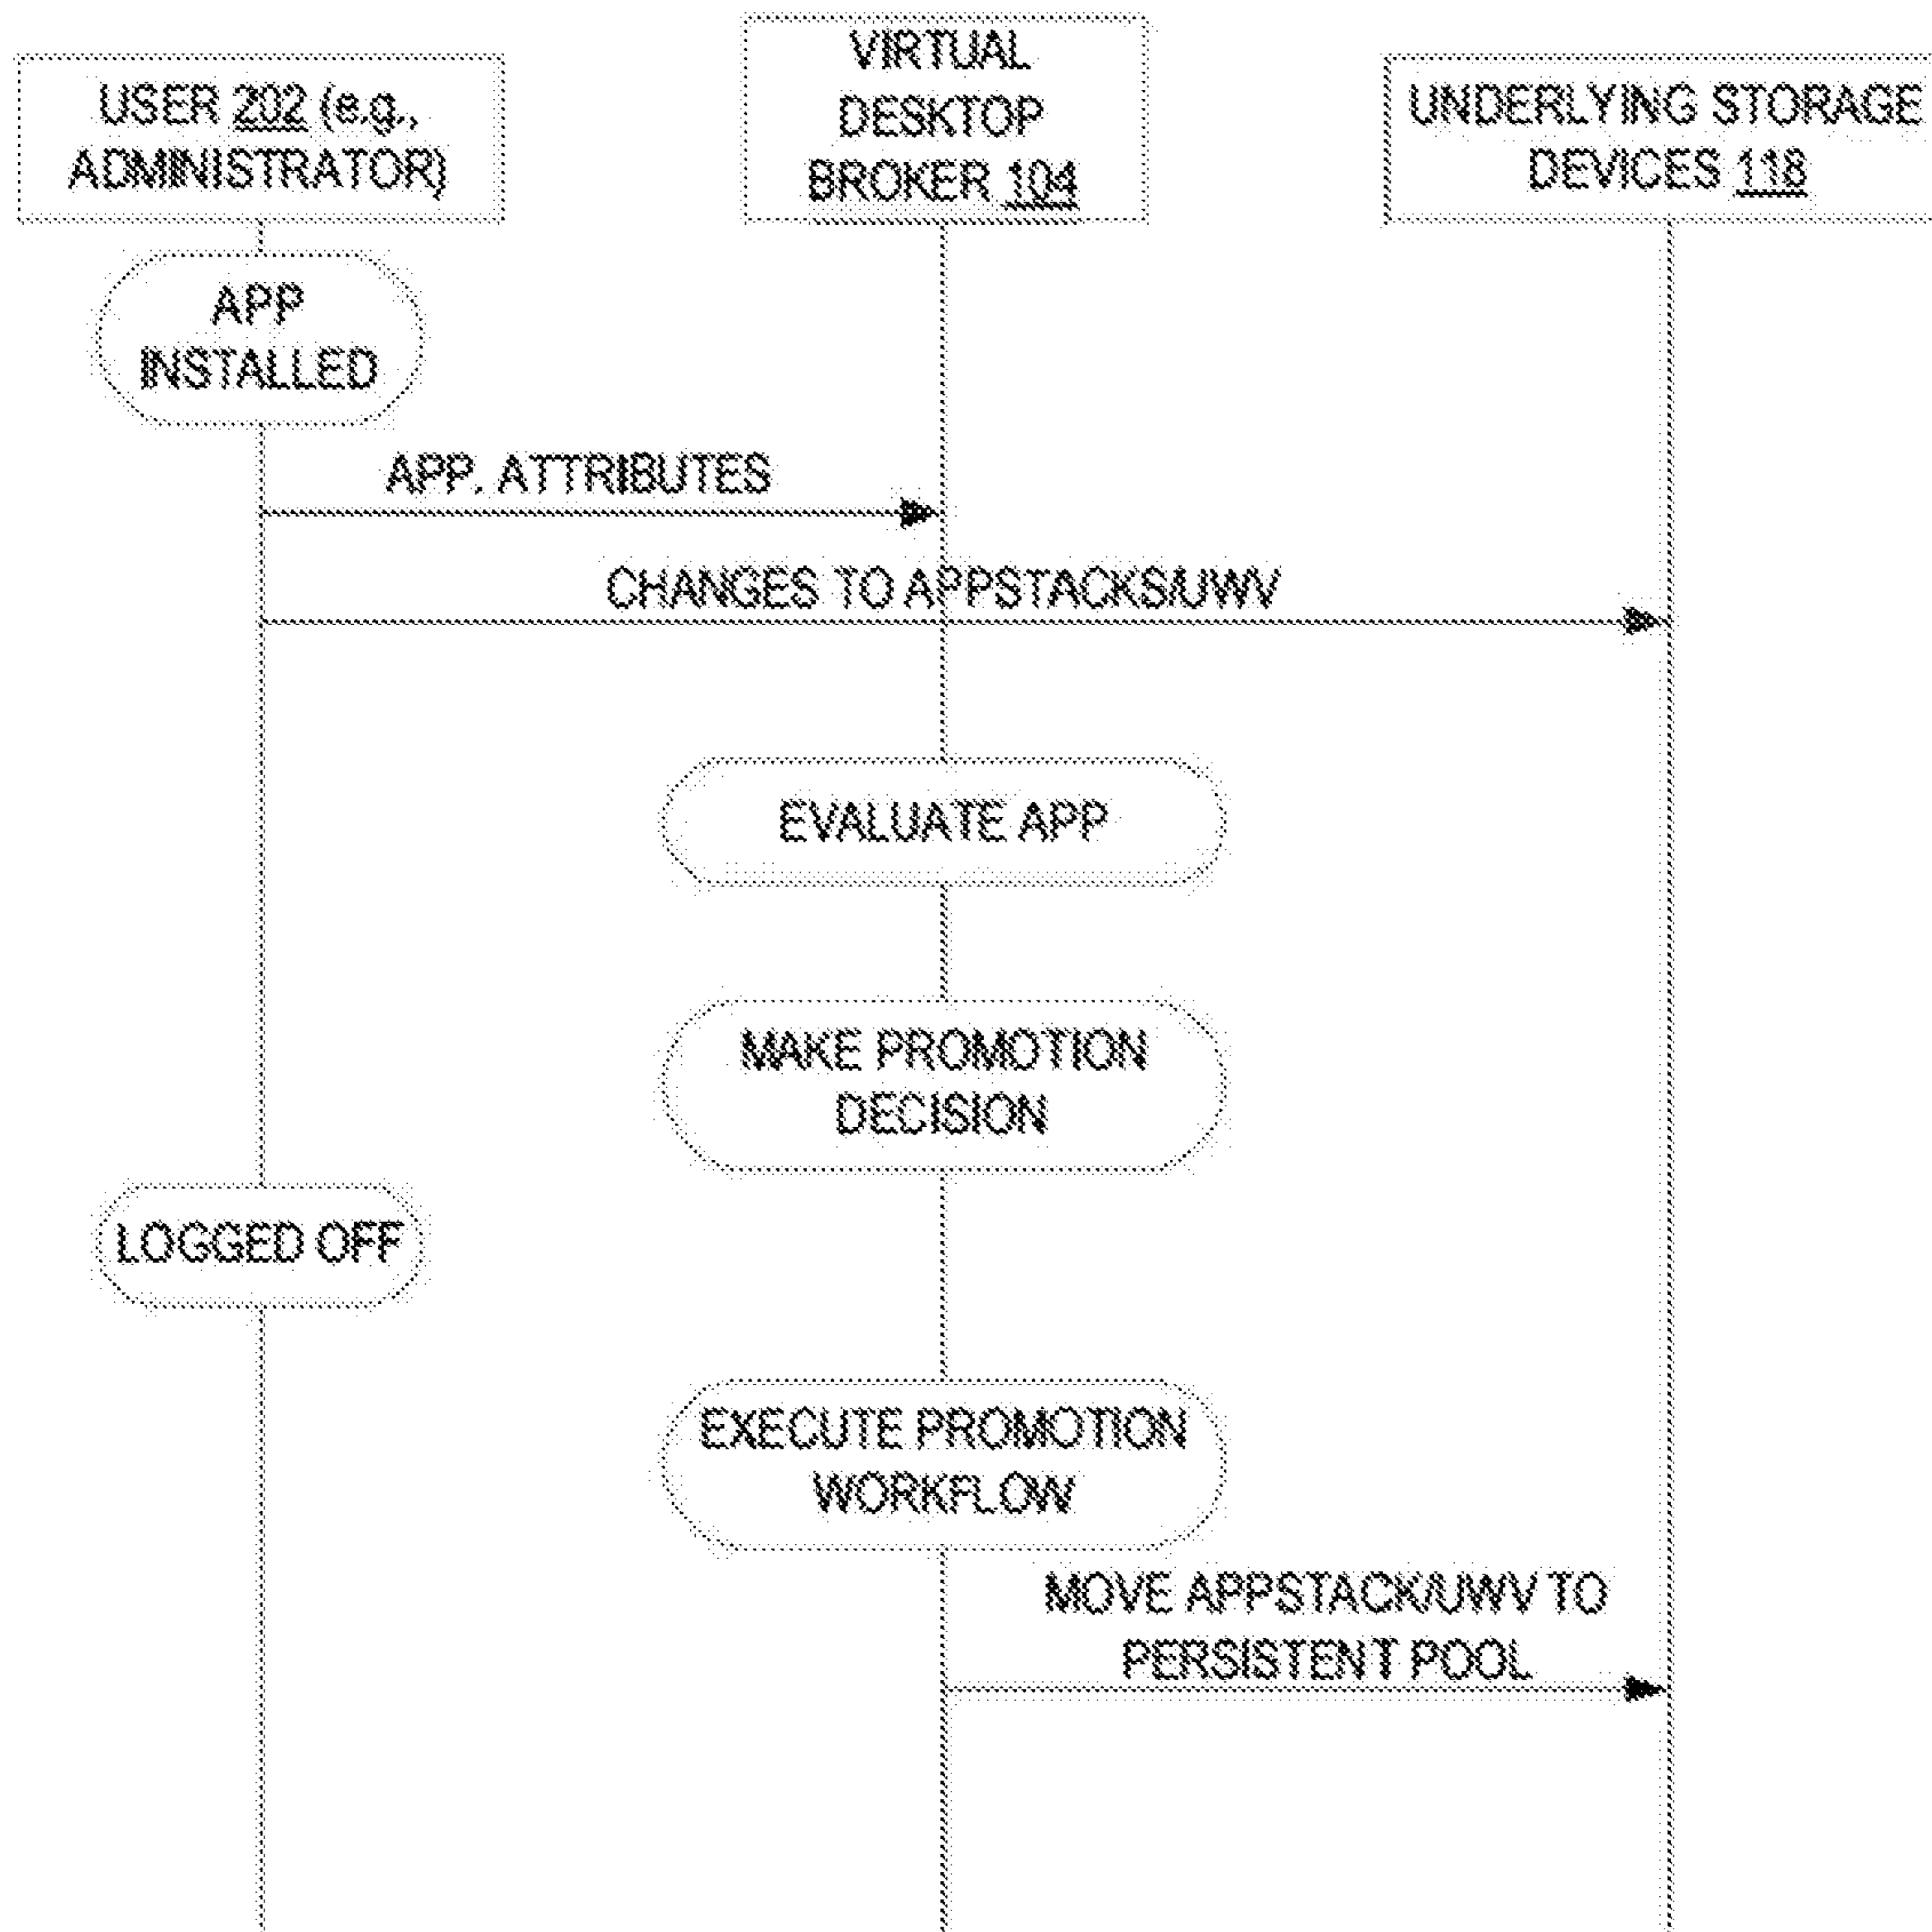 USER 202 (e.g.,
ADMINISTRATOR)
VIRTUAL
DESKTOP
BROKER 104
UNDERLYING STORAGE
DEVICES 118
APP
INSTALLED
APP. ATTRIBUTES
CHANGES TO APPSTACKS/UWV
EVALUATE APP
MAKE PROMOTION
DECISION
LOGGED OFF
EXECUTE PROMOTION
WORKFLOW
MOVE APPSTACK/UWV TO
PERSISTENT POOL